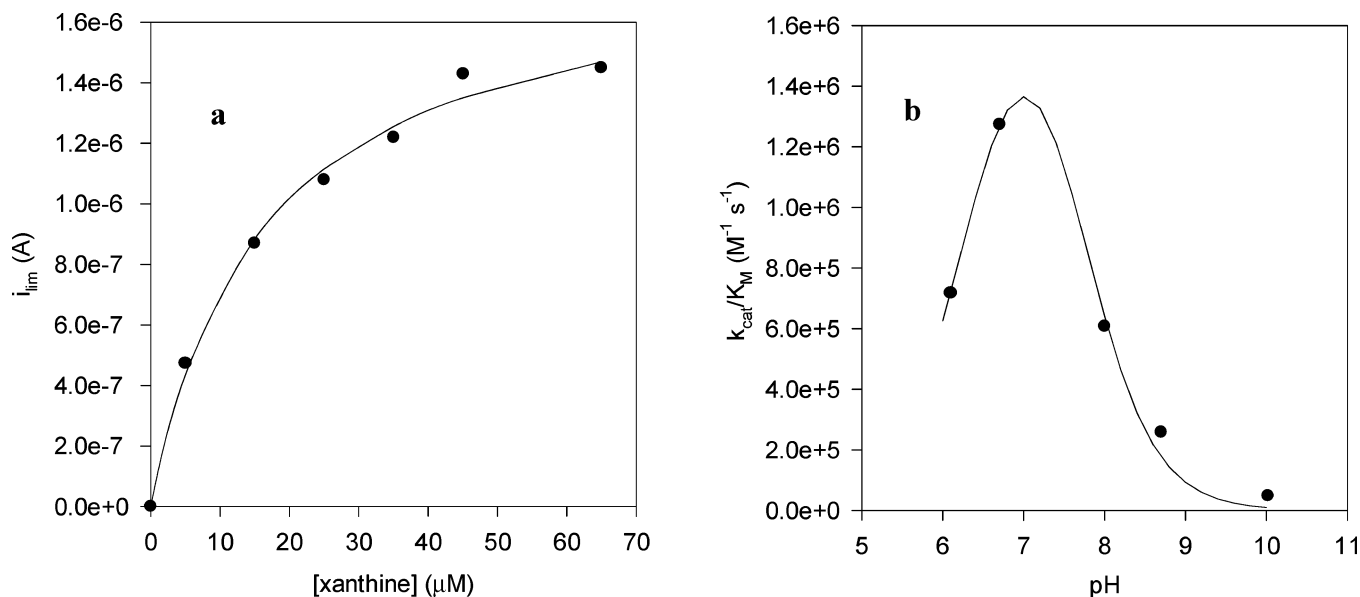 a
1.6e-6
1.4e-6
1.2e-6
1.0e-6
8.0e-7
6.0e-7
4.0e-7
2.0e-7
0.0e+0
i_lim (A)
0 10 20 30 40 50 60 70
[xanthine] (μM)
b
1.6e+6
1.4e+6
1.2e+6
1.0e+6
8.0e+5
6.0e+5
4.0e+5
2.0e+5
0.0e+0
k_cat/K_M (M⁻¹ s⁻¹)
5 6 7 8 9 10 11
pH